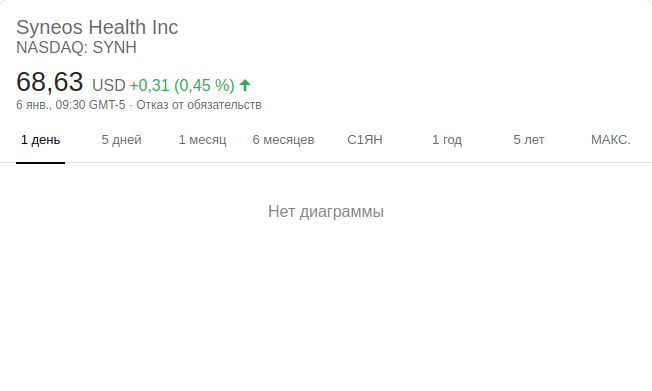 Syneos Health Inc
NASDAQ: SYNH
68,63 USD +0,31 (0,45 %)
6 янв., 09:30 GMT-5 · Отказ от обязательств
1 день 5 дней 1 месяц 6 месяцев С1ЯН 1 год 5 лет МАКС.
Нет диаграммы